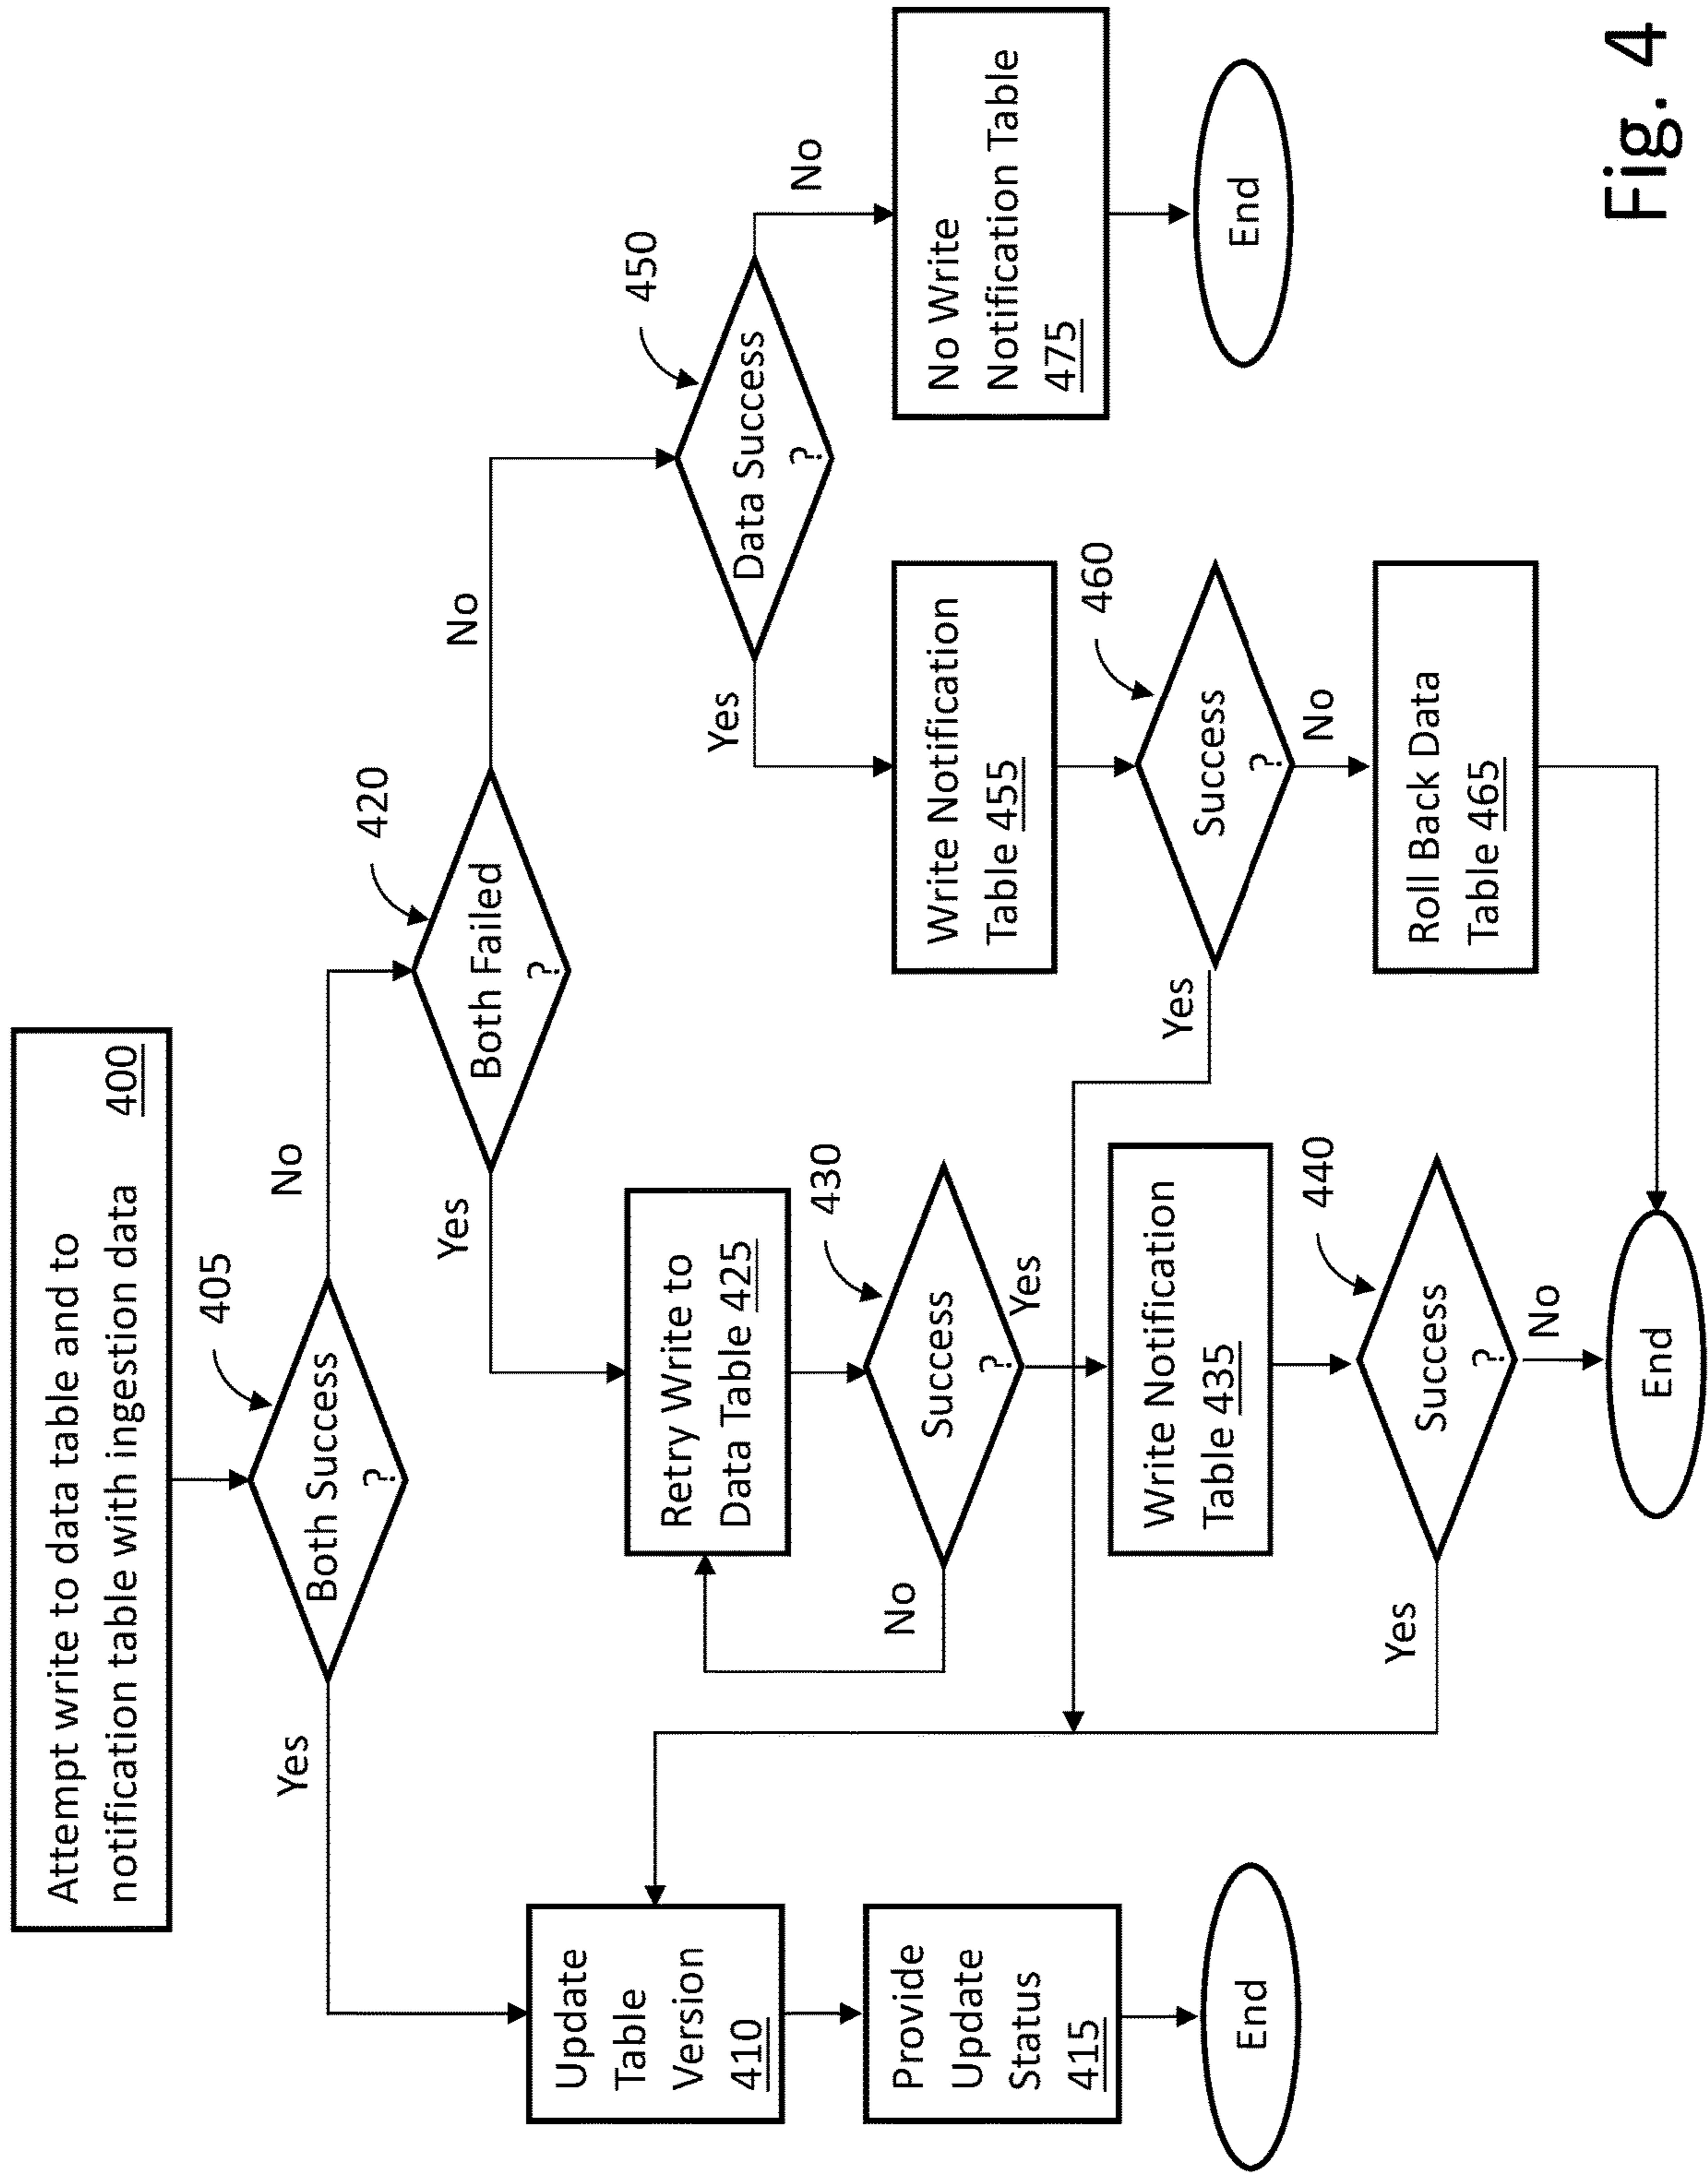 Attempt write to data table and to
notification table with ingestion data 400
405
Both Success
?
Yes
No
420
Both Failed
?
Yes
No
450
Data Success
?
Yes
No
Update
Table
Version
410
Provide
Update
Status
415
End
Retry Write to
Data Table 425
430
Success
?
No
Yes
Write Notification
Table 435
440
Success
?
Yes
No
End
Write Notification
Table 455
460
Success
?
Yes
No
Roll Back Data
Table 465
No Write
Notification Table
475
End
Fig. 4